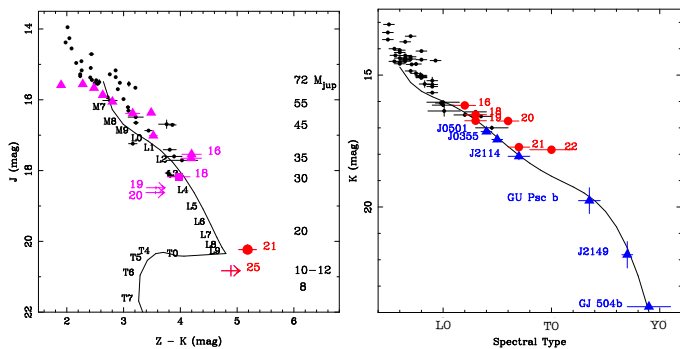 14
16
18
20
22
J (mag)
2
3
4
5
6
Z − K (mag)
72 M_jup
55
45
35
30
20
10−12
8
M7
M8
M9
L0
L1
L2
L3
L4
L5
L6
L7
L8
L9
T0
T4
T5
T6
T7
16
18
19
20
21
25
15
20
K (mag)
L0
T0
Y0
Spectral Type
16
18
19
20
21
22
J0501
J0355
J2114
GU Psc b
J2149
GJ 504b